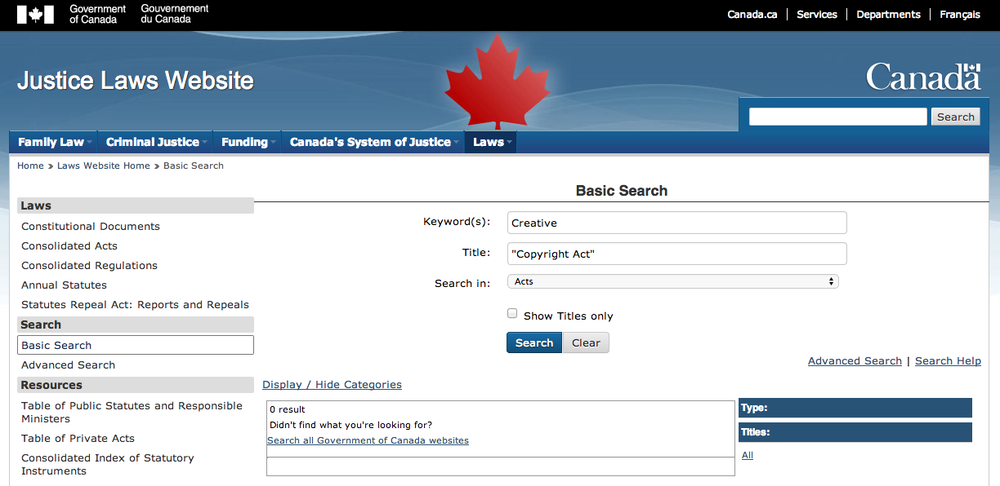 Government
of Canada
Gouvernement
du Canada
Canada.ca
Services
Departments
Français
Justice Laws Website
Canada
Search
Family Law
Criminal Justice
Funding
Canada's System of Justice
Laws
Home » Laws Website Home » Basic Search
Laws
Constitutional Documents
Consolidated Acts
Consolidated Regulations
Annual Statutes
Statutes Repeal Act: Reports and Repeals
Search
Basic Search
Advanced Search
Resources
Table of Public Statutes and Responsible
Ministers
Table of Private Acts
Consolidated Index of Statutory
Instruments
Basic Search
Keyword(s): Creative
Title: "Copyright Act"
Search in: Acts
Show Titles only
Search Clear
Advanced Search | Search Help
Display / Hide Categories
0 result
Didn't find what you're looking for?
Search all Government of Canada websites
Type:
Titles:
All